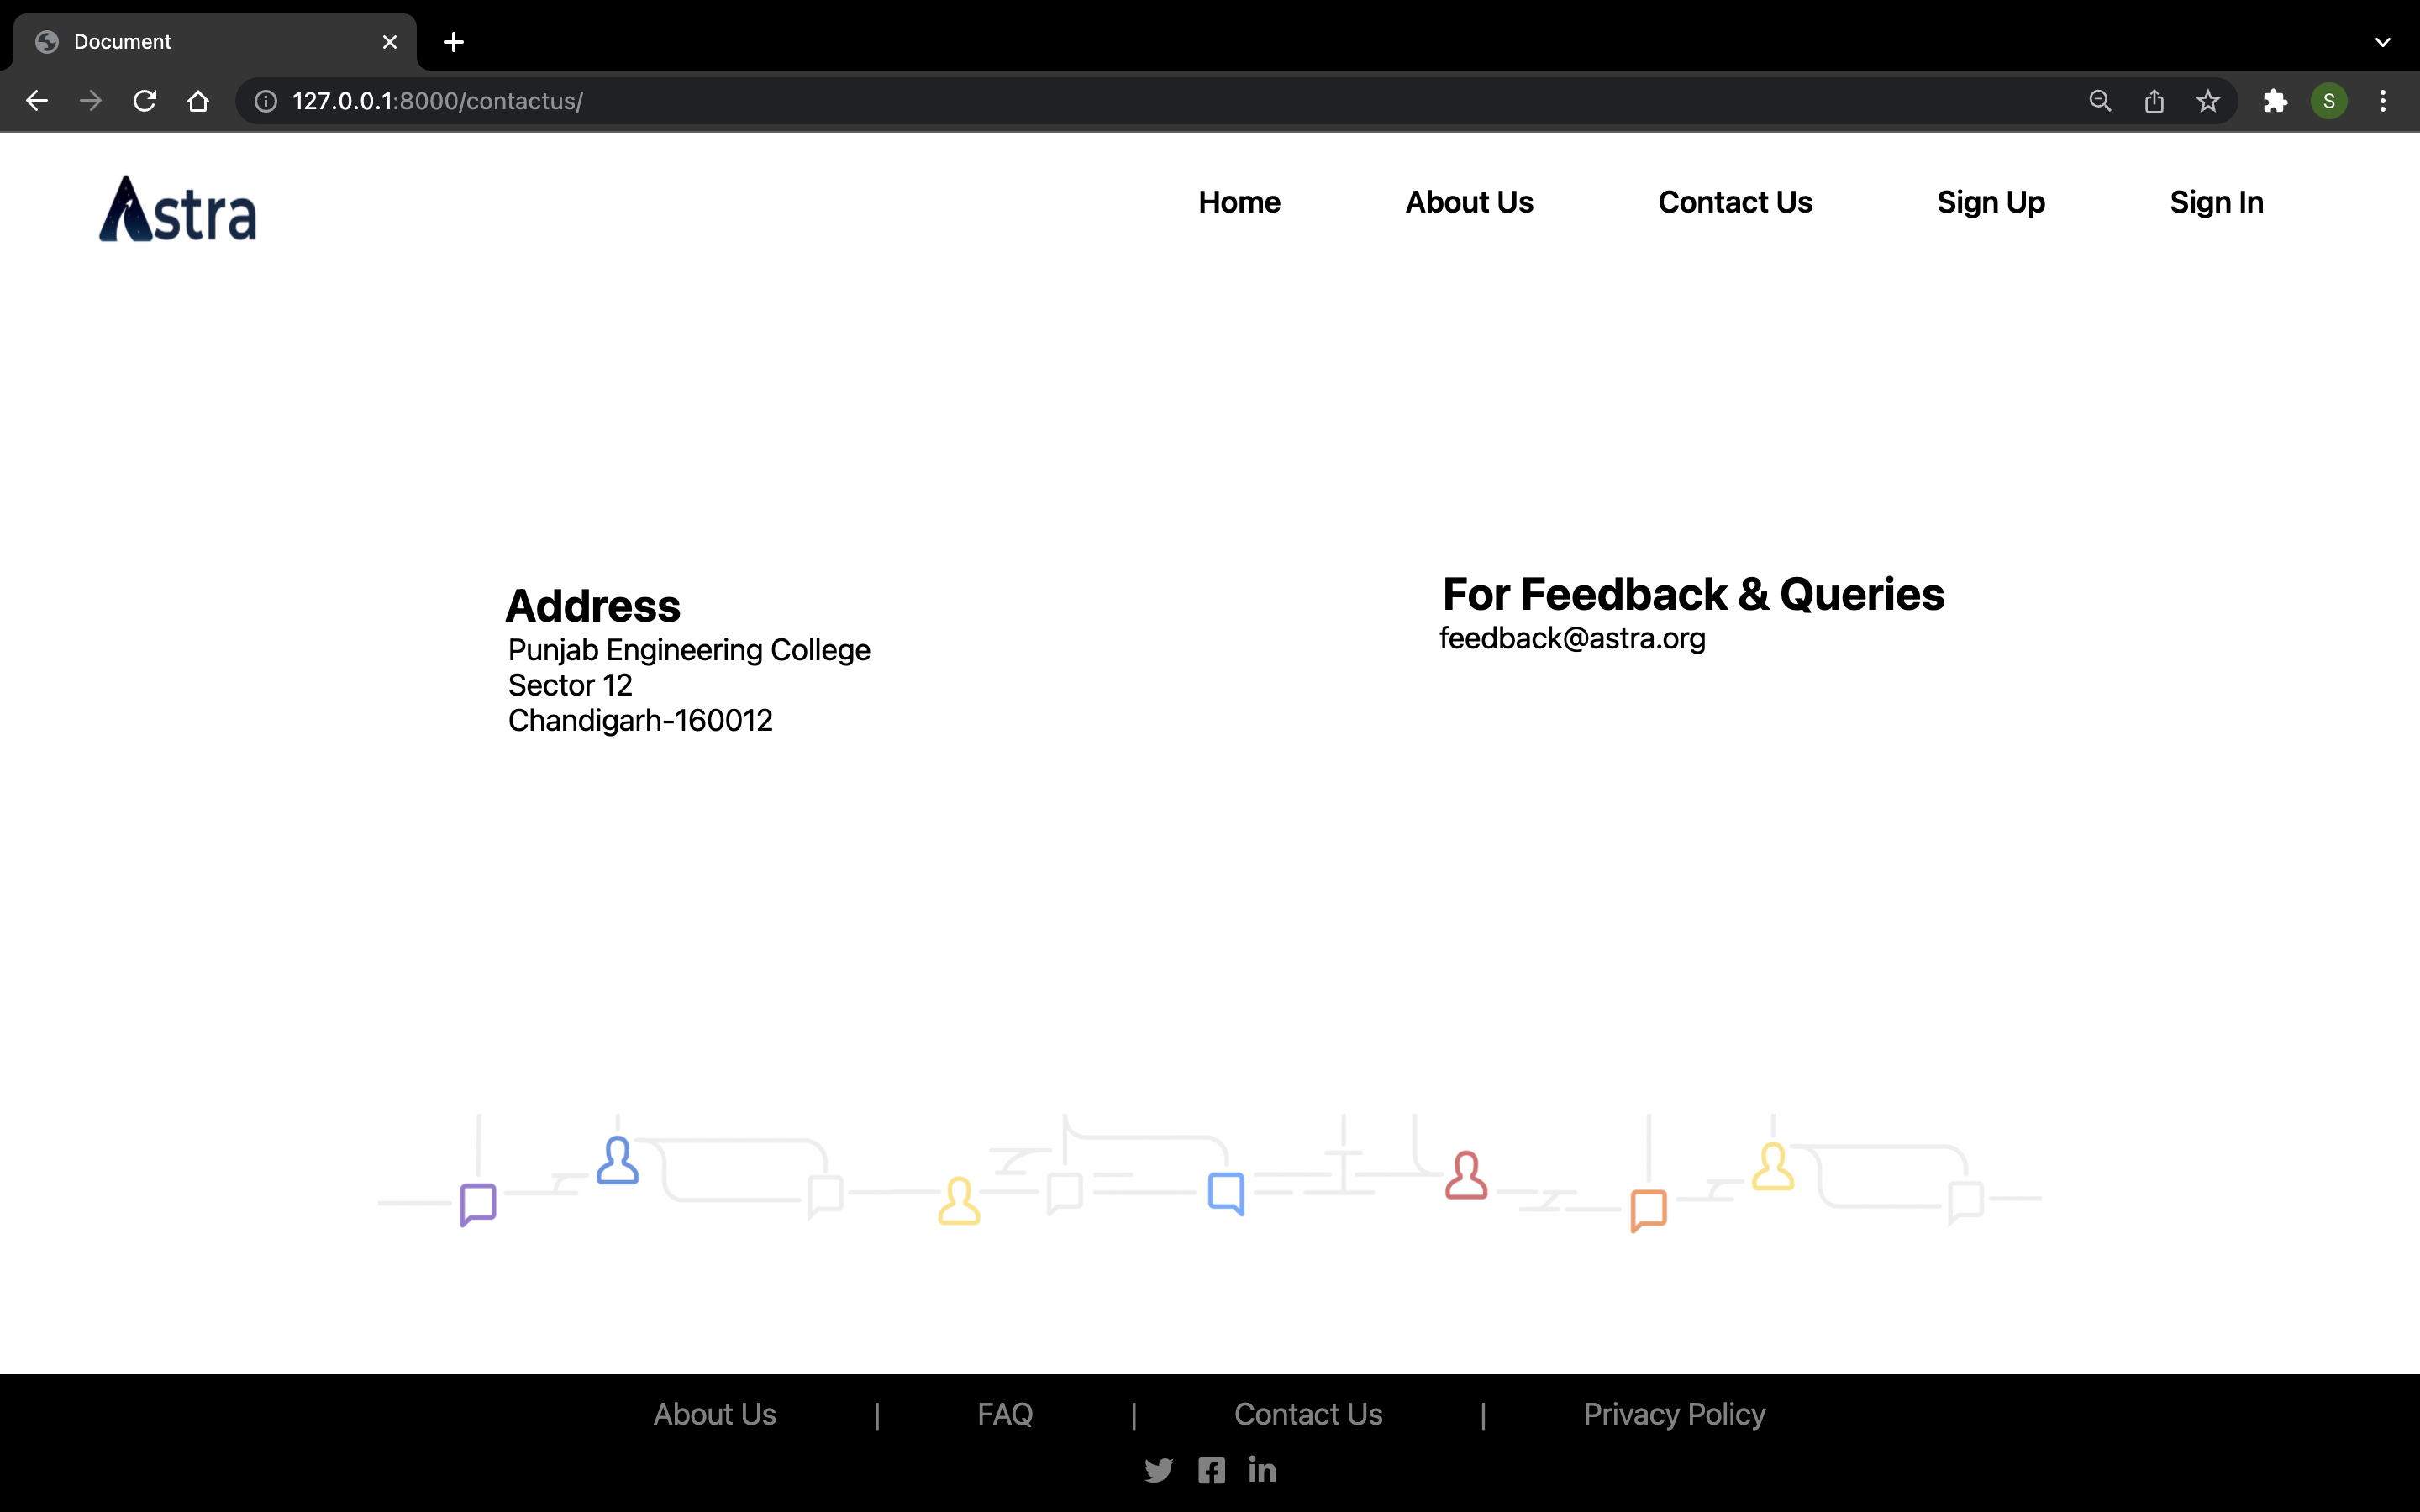 Document
127.0.0.1:8000/contactus/
S
Astra
Home About Us Contact Us Sign Up Sign In
Address
Punjab Engineering College
Sector 12
Chandigarh-160012
For Feedback & Queries
feedback@astra.org
About Us | FAQ | Contact Us | Privacy Policy